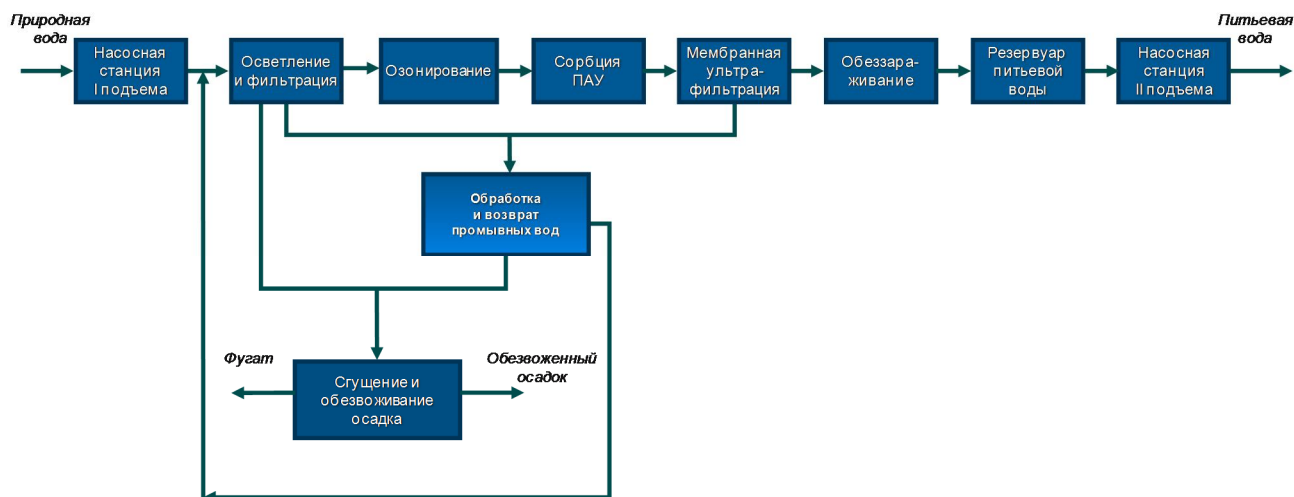 Природная
вода
Питьевая
вода
Насосная
станция
I подъема
Осветление
и фильтрация
Озонирование
Сорбция
ПАУ
Мембранная
ультра-
фильтрация
Обеззара-
живание
Резервуар
питьевой
воды
Насосная
станция
II подъема
Обработка
и возврат
промывных вод
Фугат
Обезвоженный
осадок
Сгущение и
обезвоживание
осадка